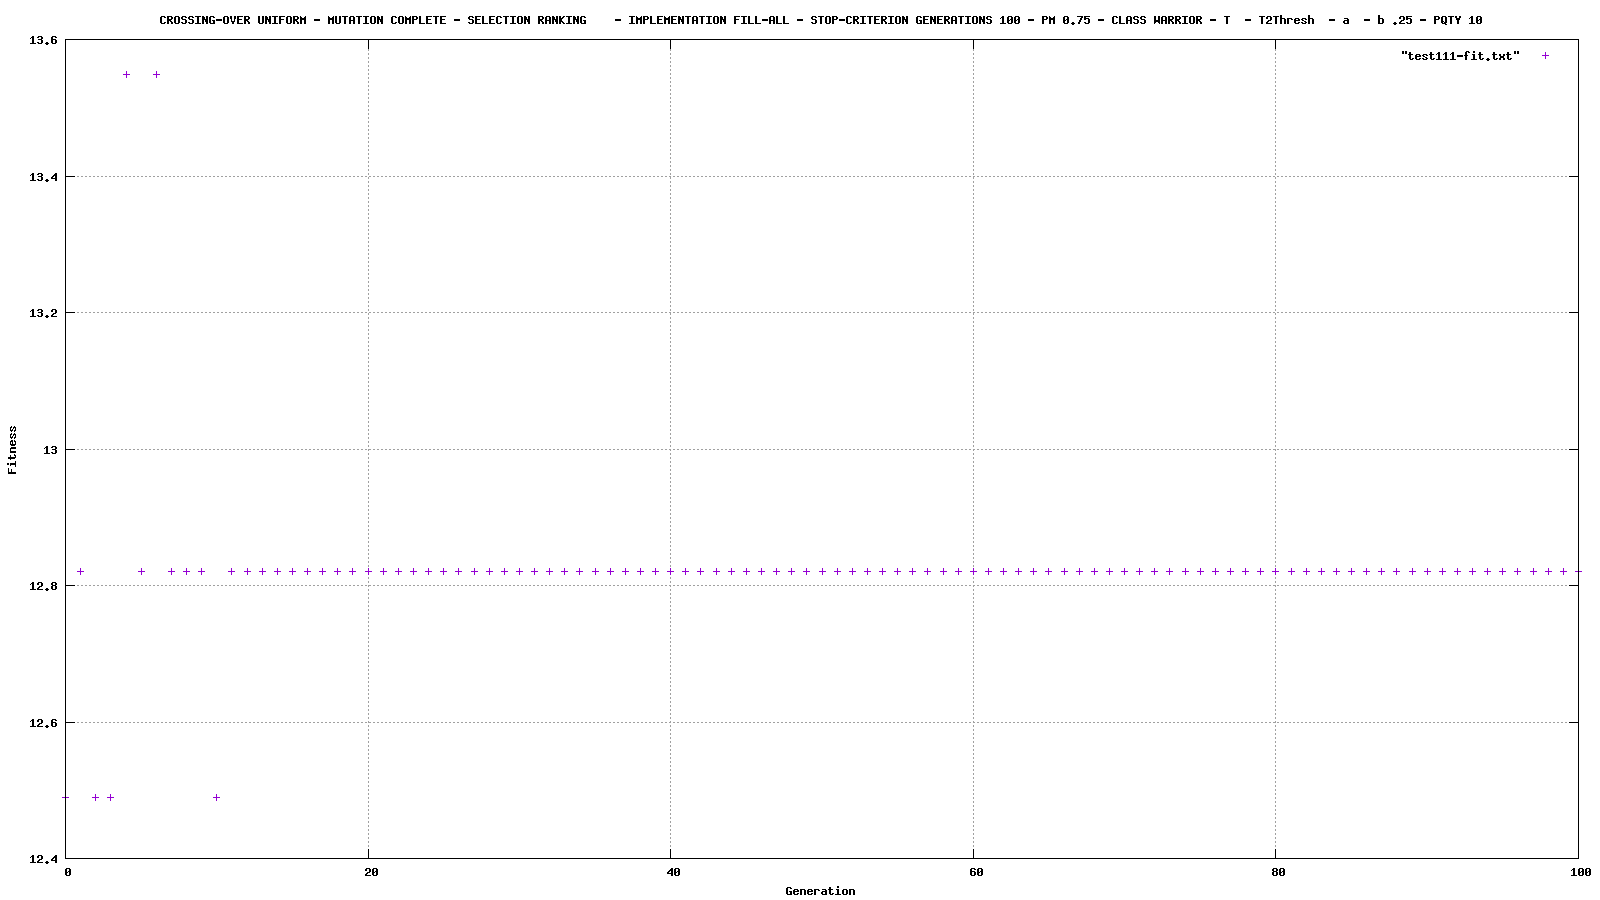 CROSSING-OVER UNIFORM - MUTATION COMPLETE - SELECTION RANKING    - IMPLEMENTATION FILL-ALL - STOP-CRITERION GENERATIONS 100 - PM 0.75 - CLASS WARRIOR - T  - T2Thresh  - a  - b .25 - PQTY 10
"test111-fit.txt"
13.6
13.4
13.2
13
12.8
12.6
12.4
Fitness
0 20 40 60 80 100
Generation